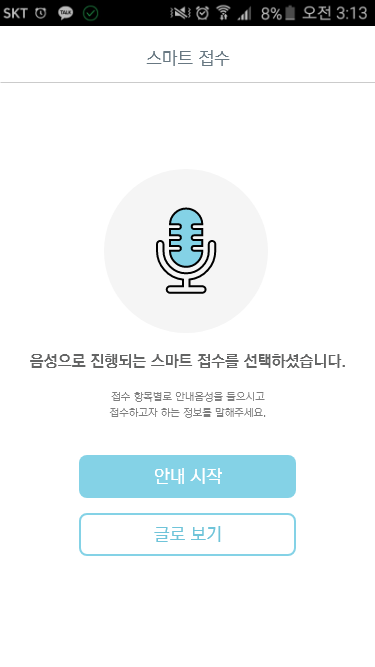 SKT TALK 8% 오전 3:13
스마트 접수
음성으로 진행되는 스마트 접수를 선택하셨습니다.
접수 항목별로 안내음성을 들으시고
접수하고자 하는 정보를 말해주세요.
안내 시작
글로 보기